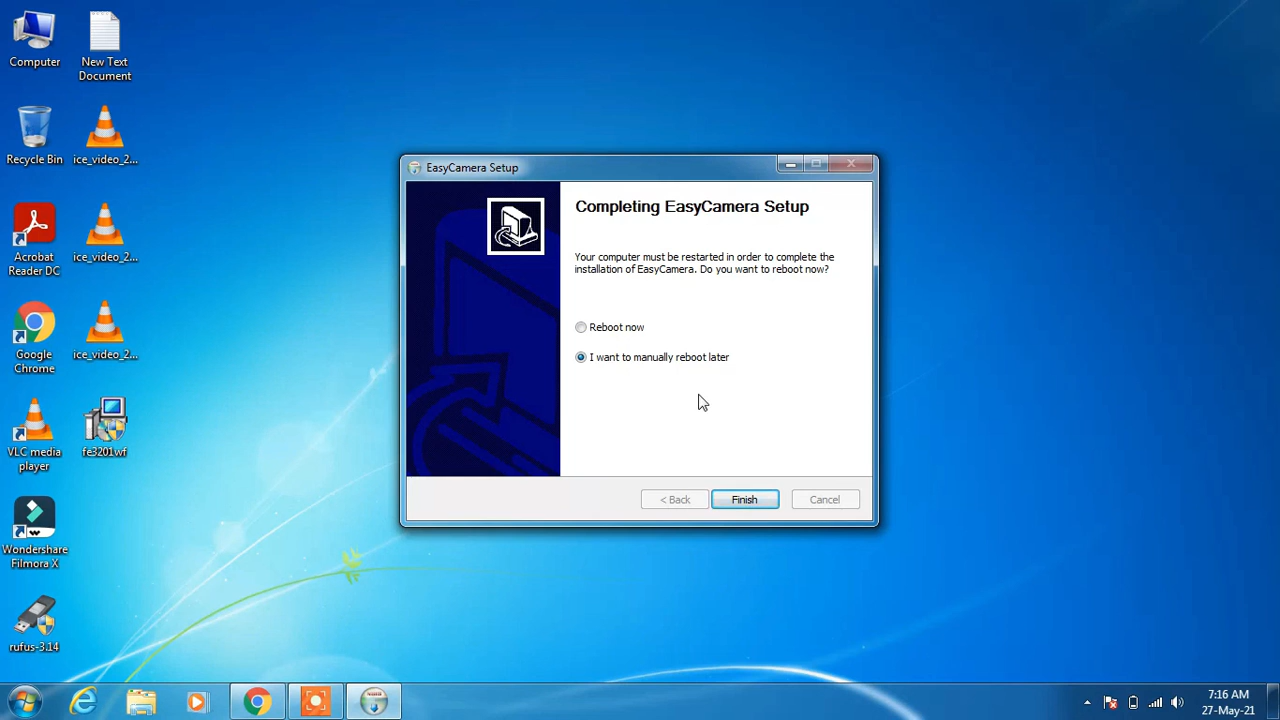 Computer
New Text
Document
Recycle Bin
ice_video_2...
Acrobat
Reader DC
ice_video_2...
Google
Chrome
ice_video_2...
VLC media
player
fe3201wf
Wondershare
Filmora X
rufus-3.14
EasyCamera Setup
Completing EasyCamera Setup
Your computer must be restarted in order to complete the
installation of EasyCamera. Do you want to reboot now?
Reboot now
I want to manually reboot later
< Back
Finish
Cancel
7:16 AM
27-May-21